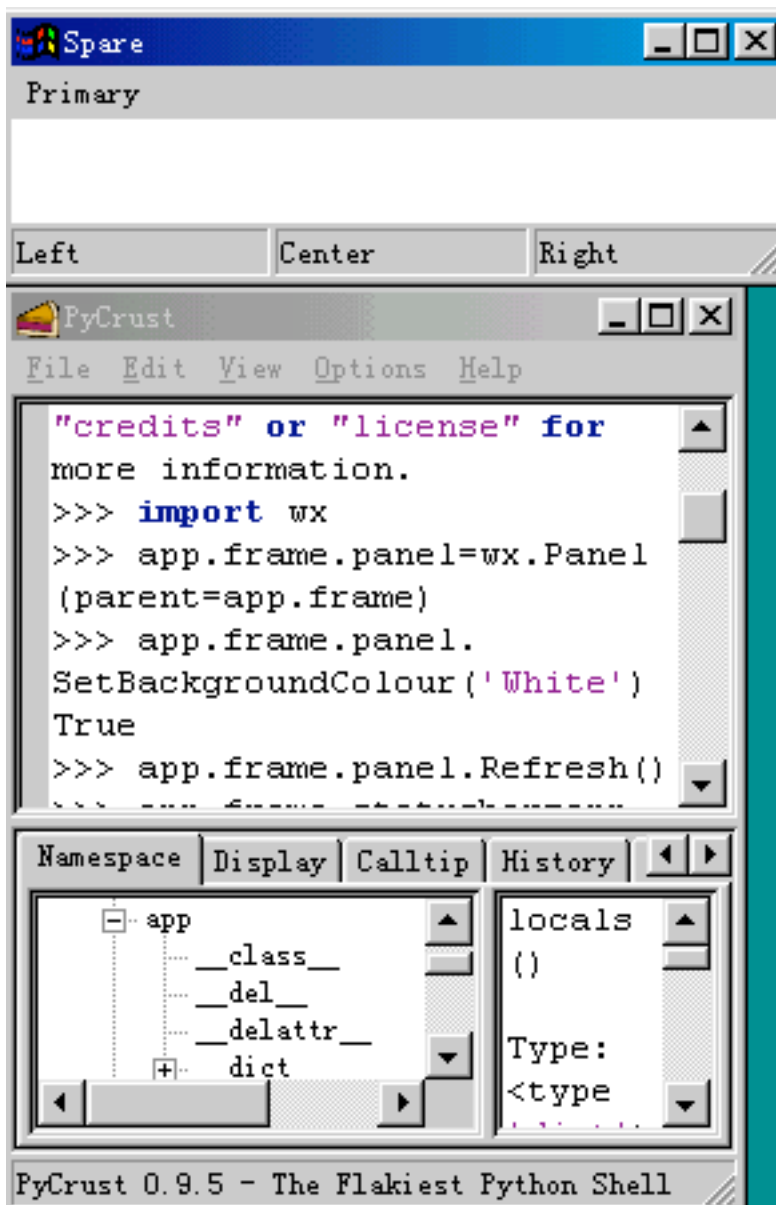 Spare
Primary
Left Center Right
PyCrust
File Edit View Options Help
"credits" or "license" for
more information.
>>> import wx
>>> app.frame.panel=wx.Panel
(parent=app.frame)
>>> app.frame.panel.
SetBackgroundColour('White')
True
>>> app.frame.panel.Refresh()
Namespace Display Calltip History
app
__class__
__del__
__delattr__
dict
locals
()
Type:
<type
PyCrust 0.9.5 - The Flakiest Python Shell